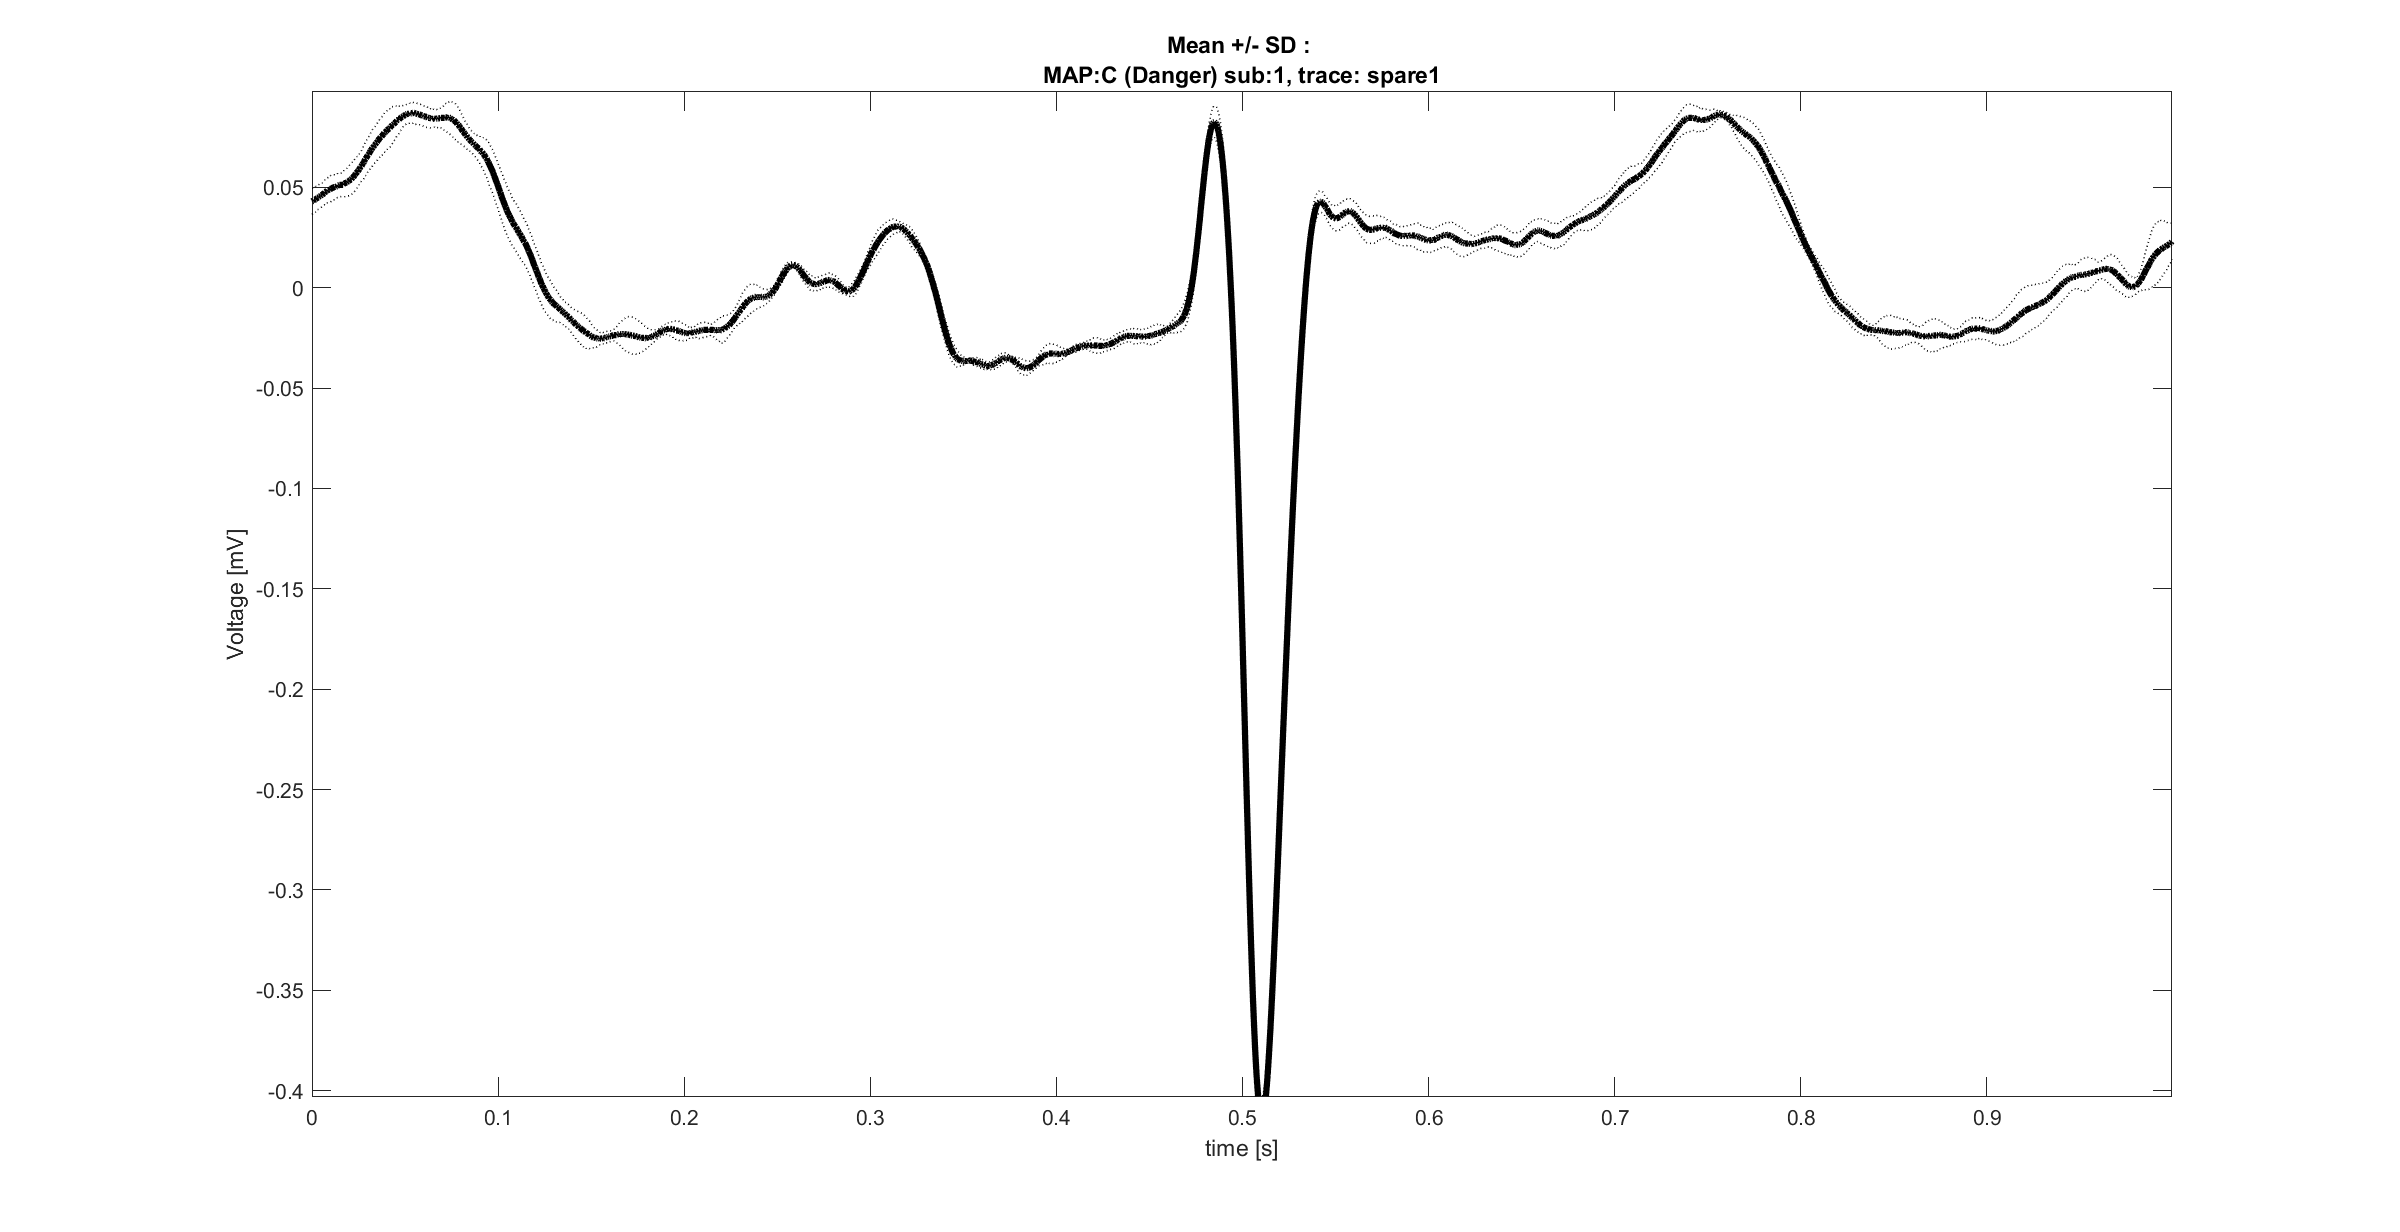 Mean +/- SD :
MAP:C (Danger) sub:1, trace: spare1
0.05
0
-0.05
-0.1
-0.15
-0.2
-0.25
-0.3
-0.35
-0.4
Voltage [mV]
0 0.1 0.2 0.3 0.4 0.5 0.6 0.7 0.8 0.9
time [s]